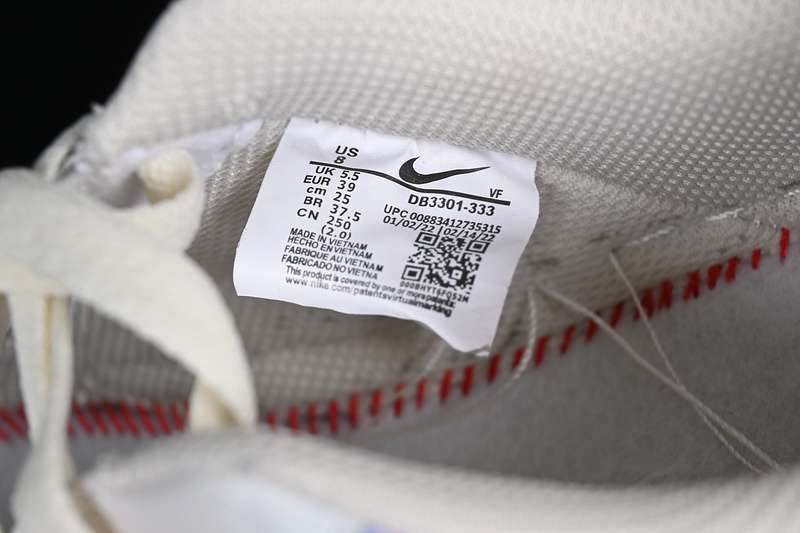 US 8
UK 5.5
EUR 39
cm 25
BR 37.5
CN 250
(2.0)
VF
DB3301-333
UPC 00883412735315
01/02/22 | 02/14/22
MADE IN VIETNAM
HECHO EN VIETNAM
FABRIQUE AU VIETNAM
FABRICADO NO VIETNA
This product is covered by one or more patents:
www.nike.com/patentsvirtualmarking